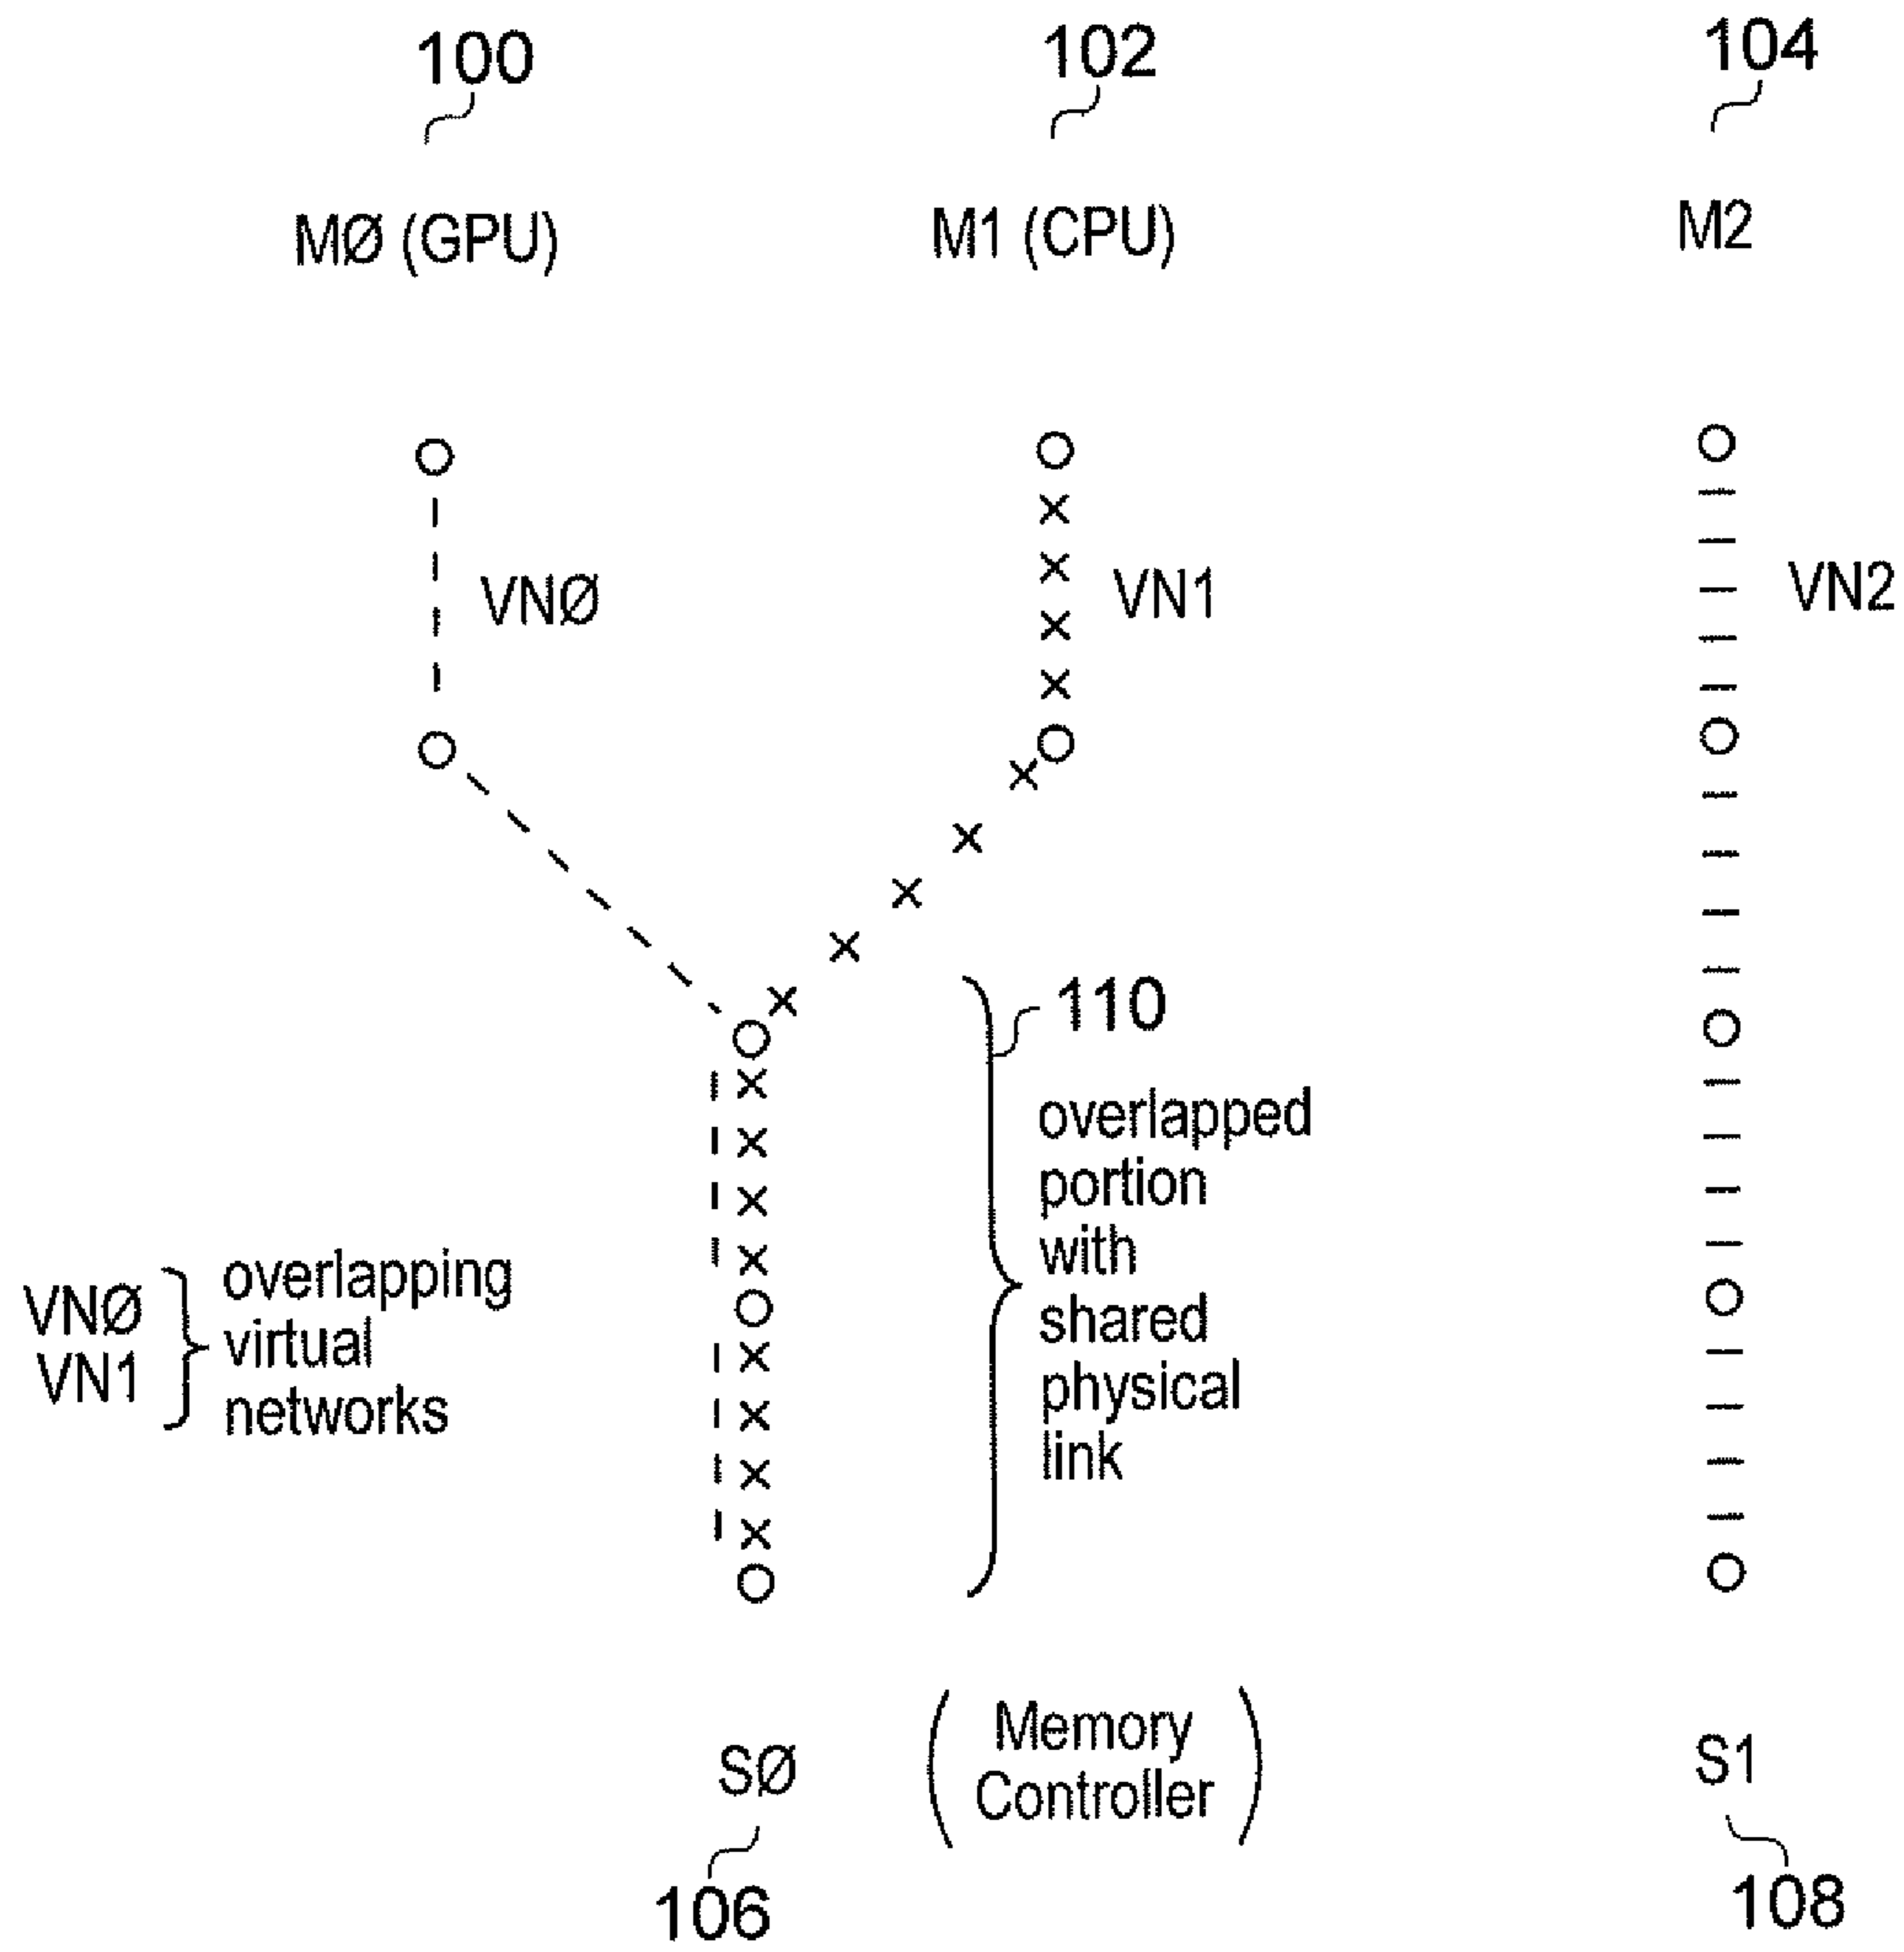 100
102
104
MØ (GPU)
M1 (CPU)
M2
VNØ
VN1
VN2
110
overlapped
portion
with
shared
physical
link
VNØ
VN1
overlapping
virtual
networks
SØ
(Memory
Controller)
S1
106
108